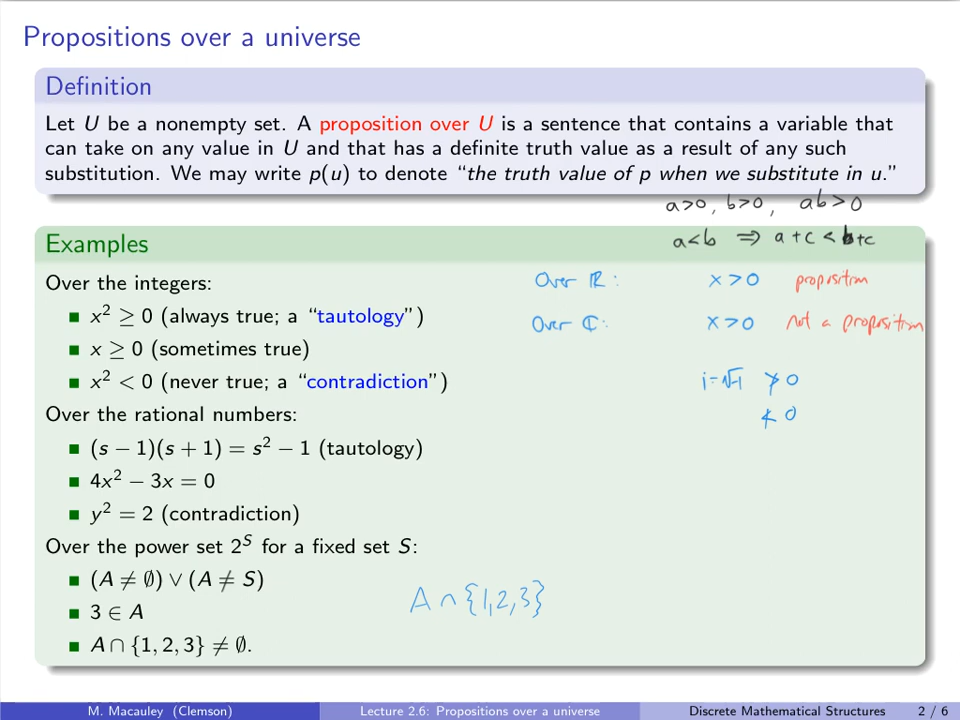 Propositions over a universe
Definition
Let U be a nonempty set. A proposition over U is a sentence that contains a variable that
can take on any value in U and that has a definite truth value as a result of any such
substitution. We may write p(u) to denote “the truth value of p when we substitute in u.”
a>0, b>0, ab>0
Examples
a<b ⇒ a+c < b+c
Over the integers:
Over ℝ: x>0 proposition
x² ≥ 0 (always true; a “tautology”)
Over ℂ: x>0 not a proposition
x ≥ 0 (sometimes true)
x² < 0 (never true; a “contradiction”)
i=√-1 ≯0
Over the rational numbers:
≮0
(s − 1)(s + 1) = s² − 1 (tautology)
4x² − 3x = 0
y² = 2 (contradiction)
Over the power set 2^S for a fixed set S:
(A ≠ ∅) ∨ (A ≠ S)
A ∩ {1,2,3}
3 ∈ A
A ∩ {1, 2, 3} ≠ ∅.
M. Macauley (Clemson) Lecture 2.6: Propositions over a universe Discrete Mathematical Structures 2 / 6